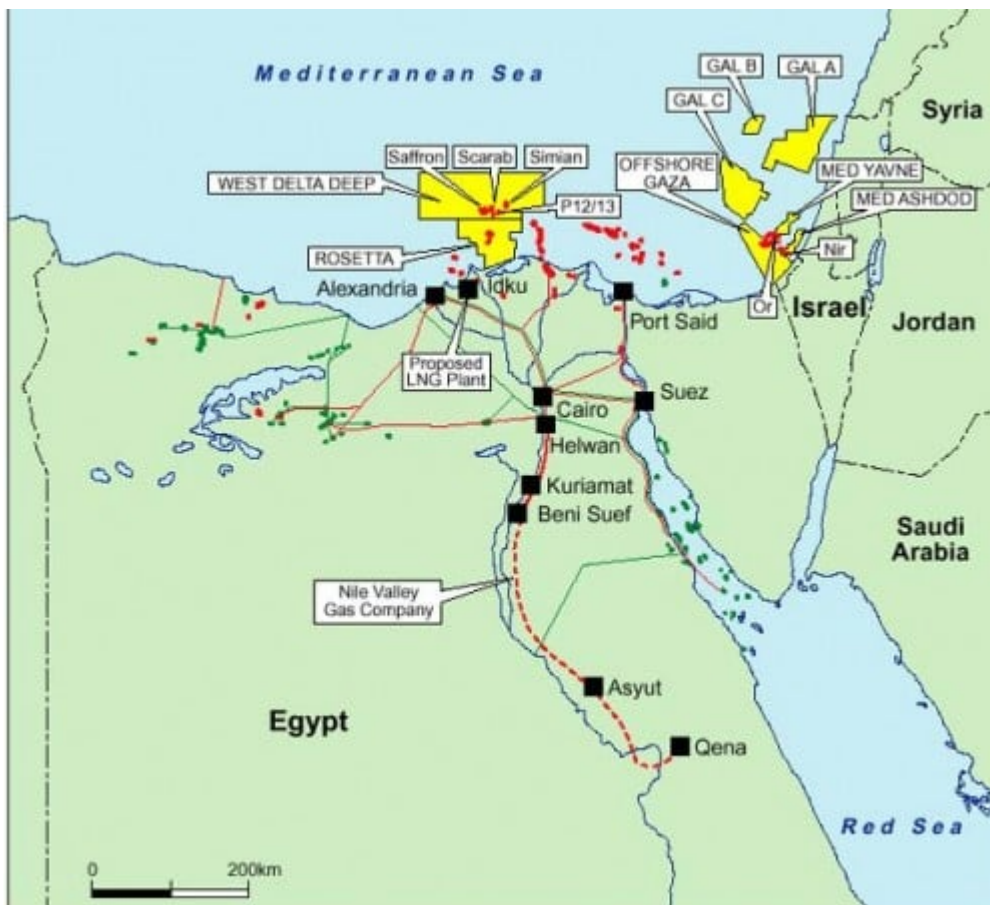 Mediterranean Sea
GAL B
GAL A
GAL C
Syria
Saffron
Scarab
Simian
OFFSHORE
GAZA
MED YAVNE
WEST DELTA DEEP
P12/13
MED ASHDOD
ROSETTA
Nir
Alexandria
Idku
Or
Israel
Port Said
Jordan
Proposed
LNG Plant
Cairo
Suez
Helwan
Kuriamat
Beni Suef
Saudi
Arabia
Nile Valley
Gas Company
Asyut
Egypt
Qena
Red Sea
0
200km